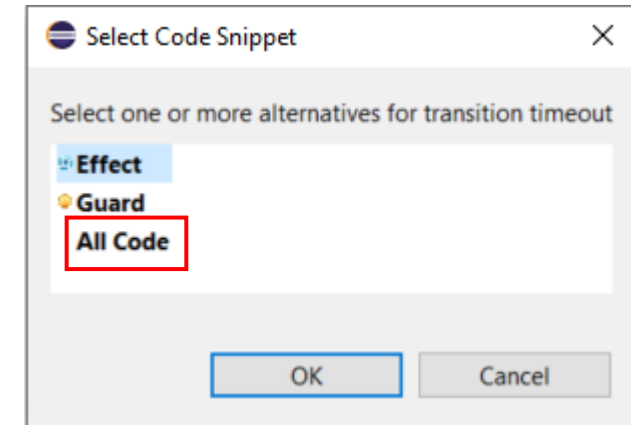 Select Code Snippet
Select one or more alternatives for transition timeout
Effect
Guard
All Code
OK
Cancel